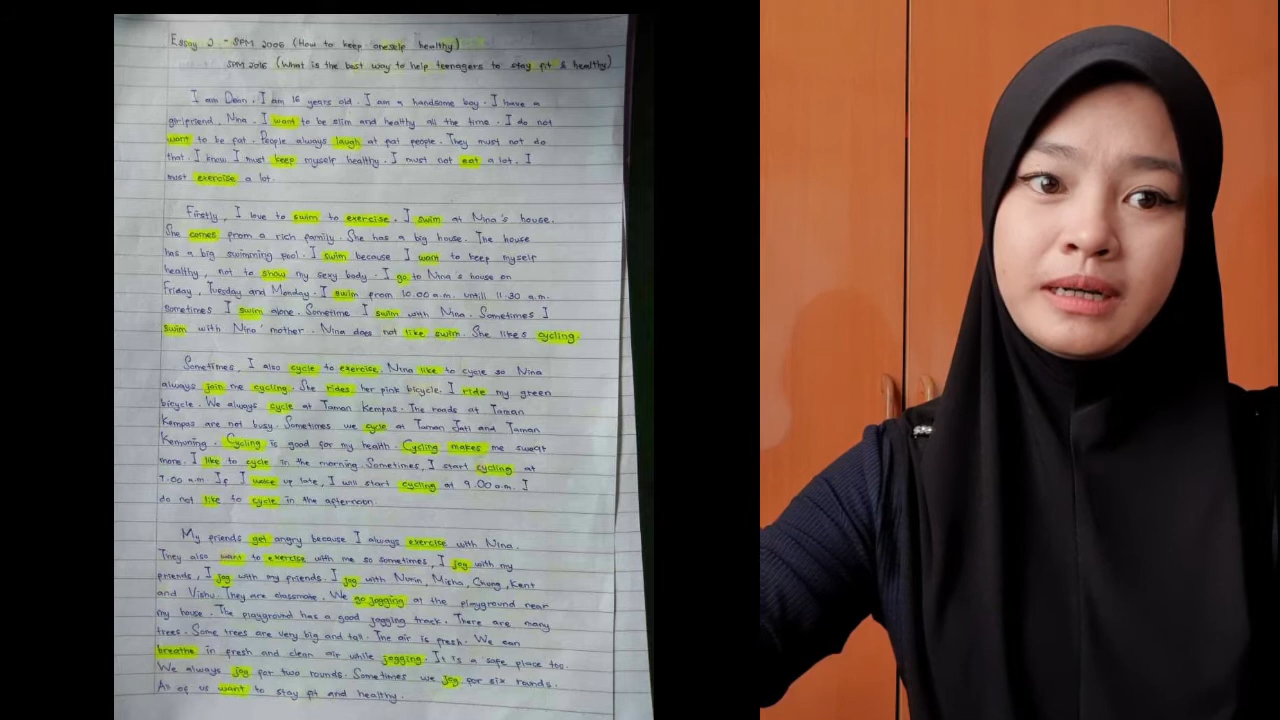 Essay 2 - SPM 2006 (How to keep oneself healthy)
SPM 2016 (What is the best way to help teenagers to stay fit & healthy)
I am Dean. I am 16 years old. I am a handsome boy. I have a
girlfriend, Nina. I want to be slim and healthy all the time. I do not
want to be fat. People always laugh at fat people. They must not do
that. I know I must keep myself healthy. I must not eat a lot. I
must exercise a lot.
Firstly, I love to swim to exercise. I swim at Nina's house.
She comes from a rich family. She has a big house. The house
has a big swimming pool. I swim because I want to keep myself
healthy, not to show my sexy body. I go to Nina's house on
Friday, Tuesday and Monday. I swim from 10.00 a.m. untill 11.30 a.m.
sometimes I swim alone. Sometime I swim with Nina. Sometimes I
swim with Nina' mother. Nina does not like swim. She likes cycling.
Sometimes, I also cycle to exercise. Nina like to cycle so Nina
always join me cycling. She rides her pink bicycle. I ride my green
bicycle. We always cycle at Taman Kempas. The roads at Taman
Kempas are not busy. Sometimes we cycle at Taman Jati and Taman
Kemuning. Cycling is good for my health. Cycling makes me sweat
more. I like to cycle in the morning. Sometimes, I start cycling at
7.00 a.m. If I wake up late, I will start cycling at 9.00 a.m. I
do not like to cycle in the afternoon.
My friends get angry because I always exercise with Nina.
They also want to exercise with me so sometimes, I jog with my
friends, I jog with my friends. I jog with Nurin, Misha, Chong, Kent
and Vishu. They are classmate. We go jogging at the playground near
my house. The playground has a good jogging track. There are many
trees. Some trees are very big and tall. The air is fresh. We can
breathe in fresh and clean air while jogging. It is a safe place too.
We always jog for two rounds. Sometimes we jog for six rounds.
All of us want to stay fit and healthy.